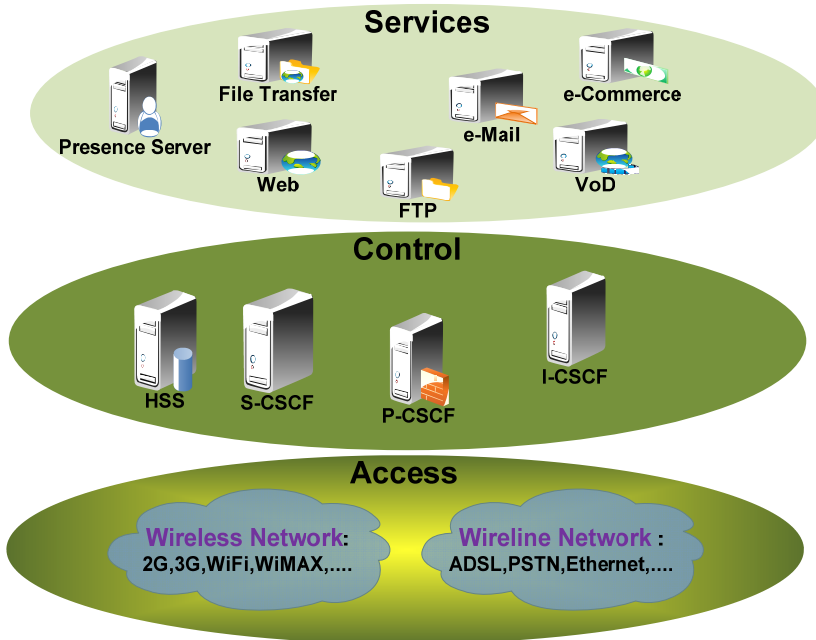 Services
File Transfer
e-Commerce
e-Mail
Presence Server
Web
VoD
FTP
Control
HSS
S-CSCF
P-CSCF
I-CSCF
Access
Wireless Network:
2G,3G,WiFi,WiMAX,....
Wireline Network :
ADSL,PSTN,Ethernet,....